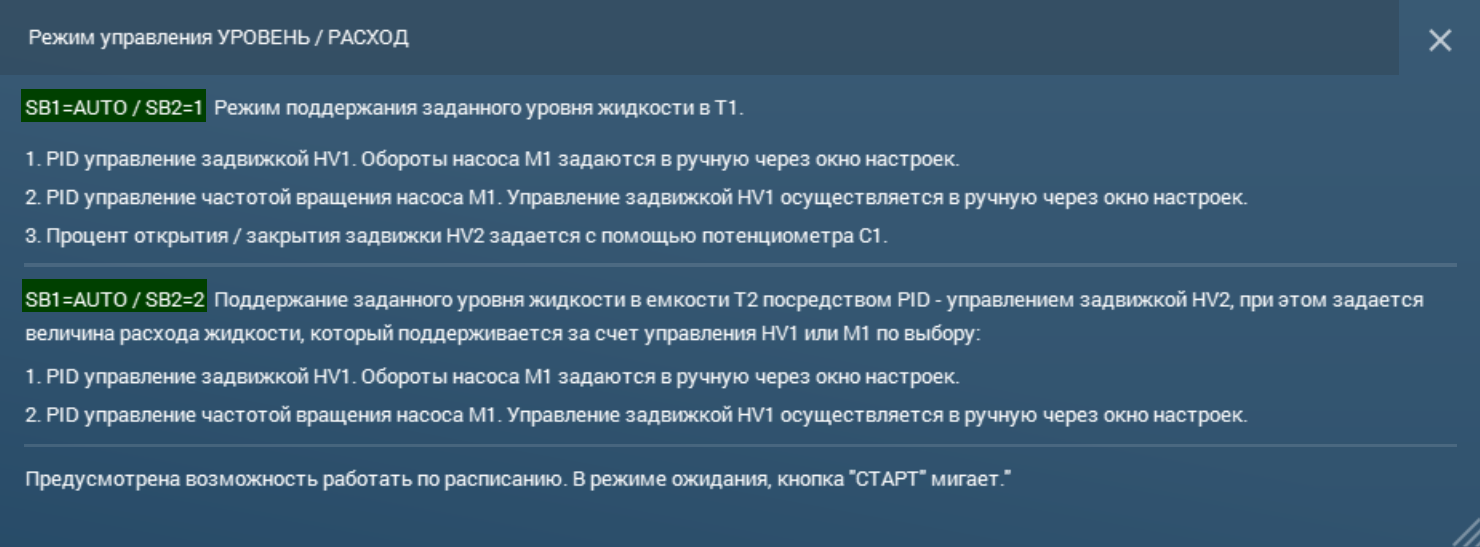 Режим управления УРОВЕНЬ / РАСХОД
SB1=AUTO / SB2=1 Режим поддержания заданного уровня жидкости в Т1.
1. PID управление задвижкой HV1. Обороты насоса М1 задаются в ручную через окно настроек.
2. PID управление частотой вращения насоса М1. Управление задвижкой HV1 осуществляется в ручную через окно настроек.
3. Процент открытия / закрытия задвижки HV2 задается с помощью потенциометра С1.
SB1=AUTO / SB2=2 Поддержание заданного уровня жидкости в емкости Т2 посредством PID - управлением задвижкой HV2, при этом задается
величина расхода жидкости, который поддерживается за счет управления HV1 или М1 по выбору:
1. PID управление задвижкой HV1. Обороты насоса М1 задаются в ручную через окно настроек.
2. PID управление частотой вращения насоса М1. Управление задвижкой HV1 осуществляется в ручную через окно настроек.
Предусмотрена возможность работать по расписанию. В режиме ожидания, кнопка "СТАРТ" мигает."